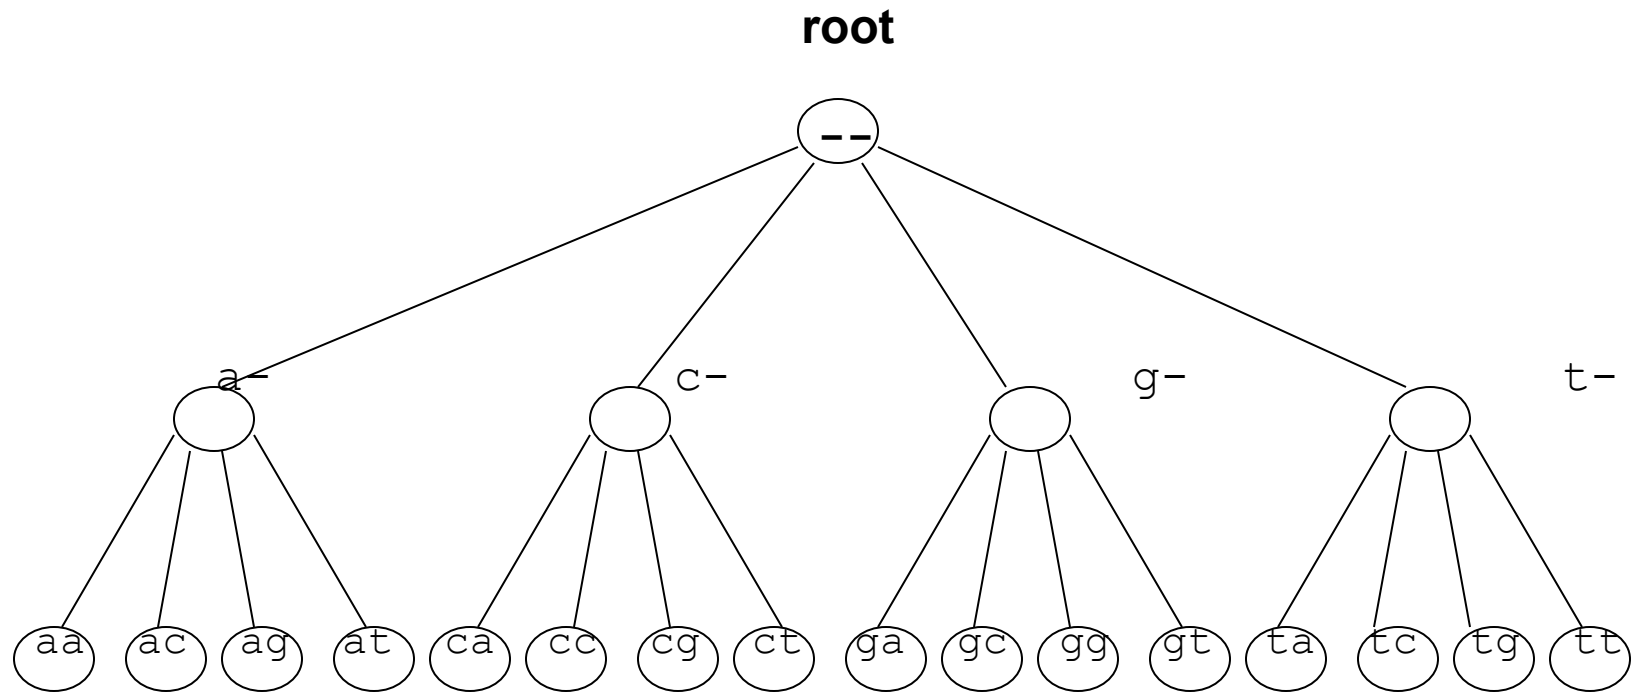 root
--
a- c- g- t-
aa ac ag at ca cc cg ct ga gc gg gt ta tc tg tt